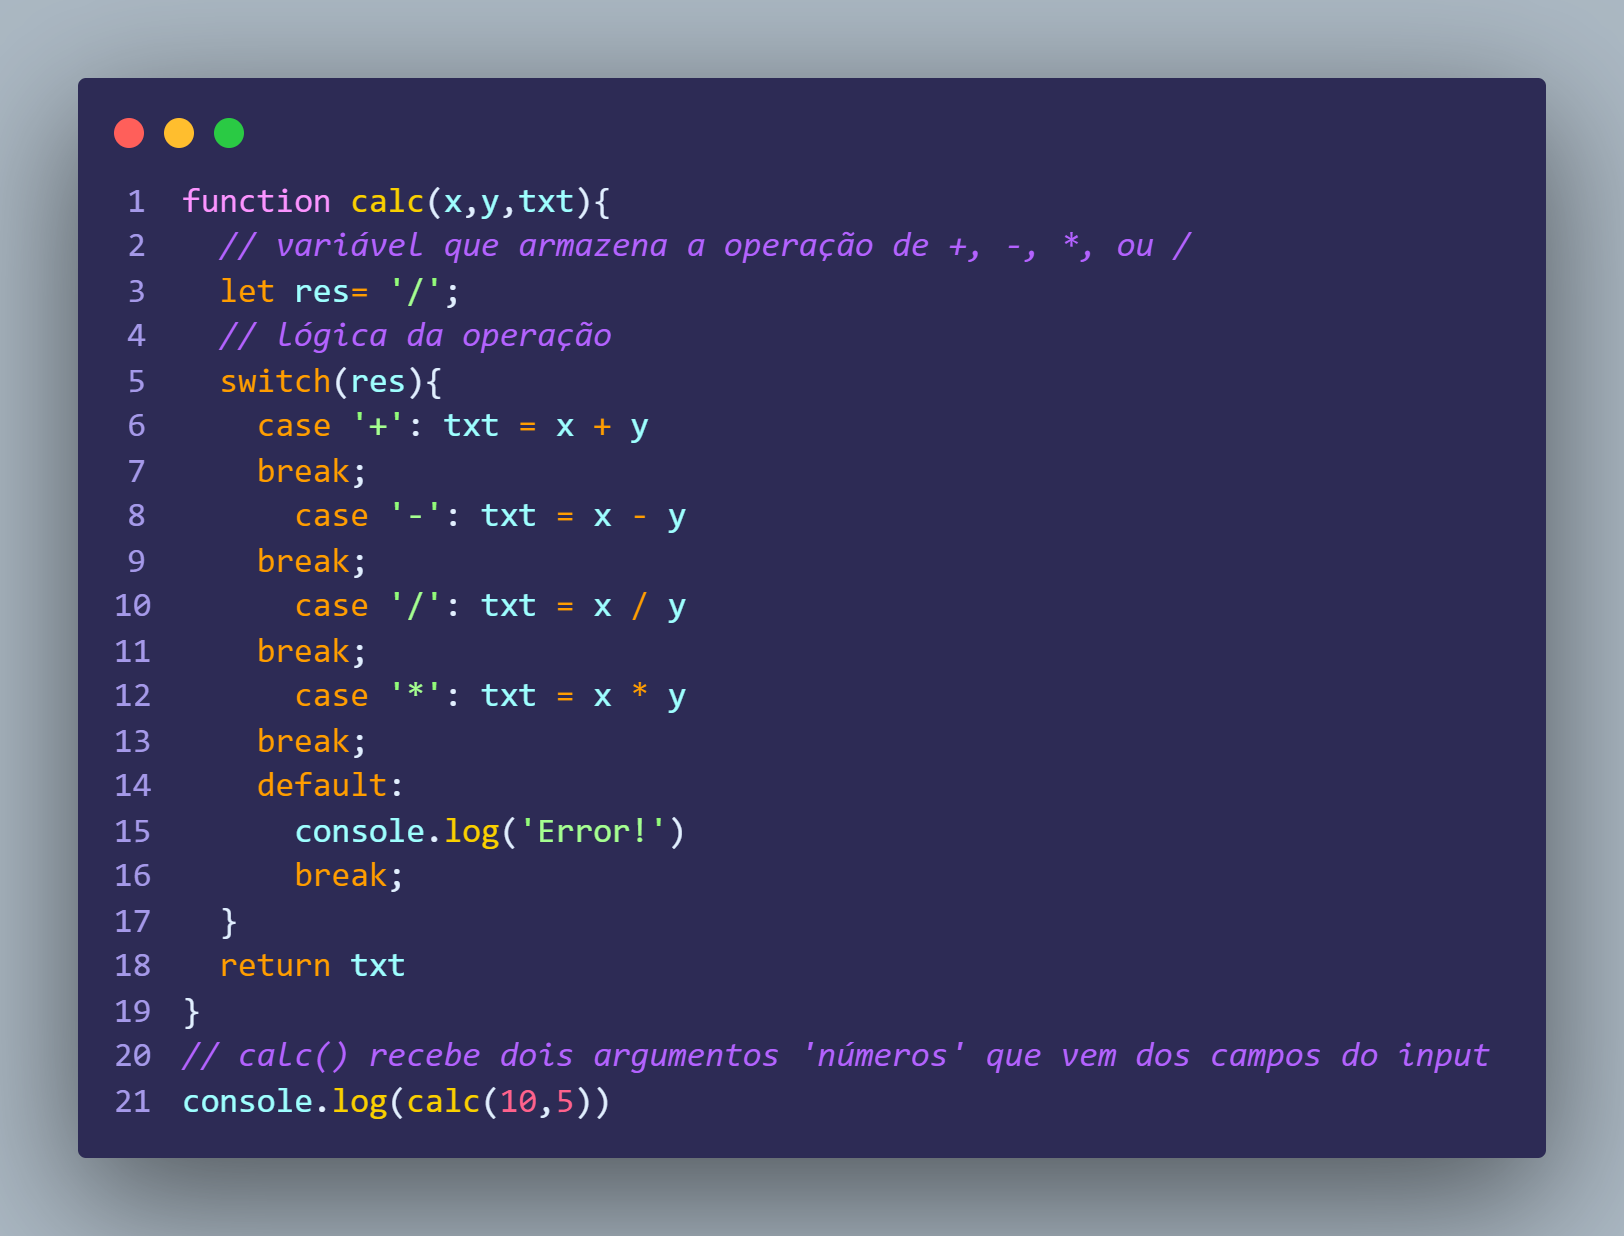 1 function calc(x,y,txt){
2   // variável que armazena a operação de +, -, *, ou /
3   let res= '/';
4   // lógica da operação
5   switch(res){
6     case '+': txt = x + y
7     break;
8       case '-': txt = x - y
9     break;
10       case '/': txt = x / y
11     break;
12       case '*': txt = x * y
13     break;
14     default:
15       console.log('Error!')
16       break;
17   }
18   return txt
19 }
20 // calc() recebe dois argumentos 'números' que vem dos campos do input
21 console.log(calc(10,5))